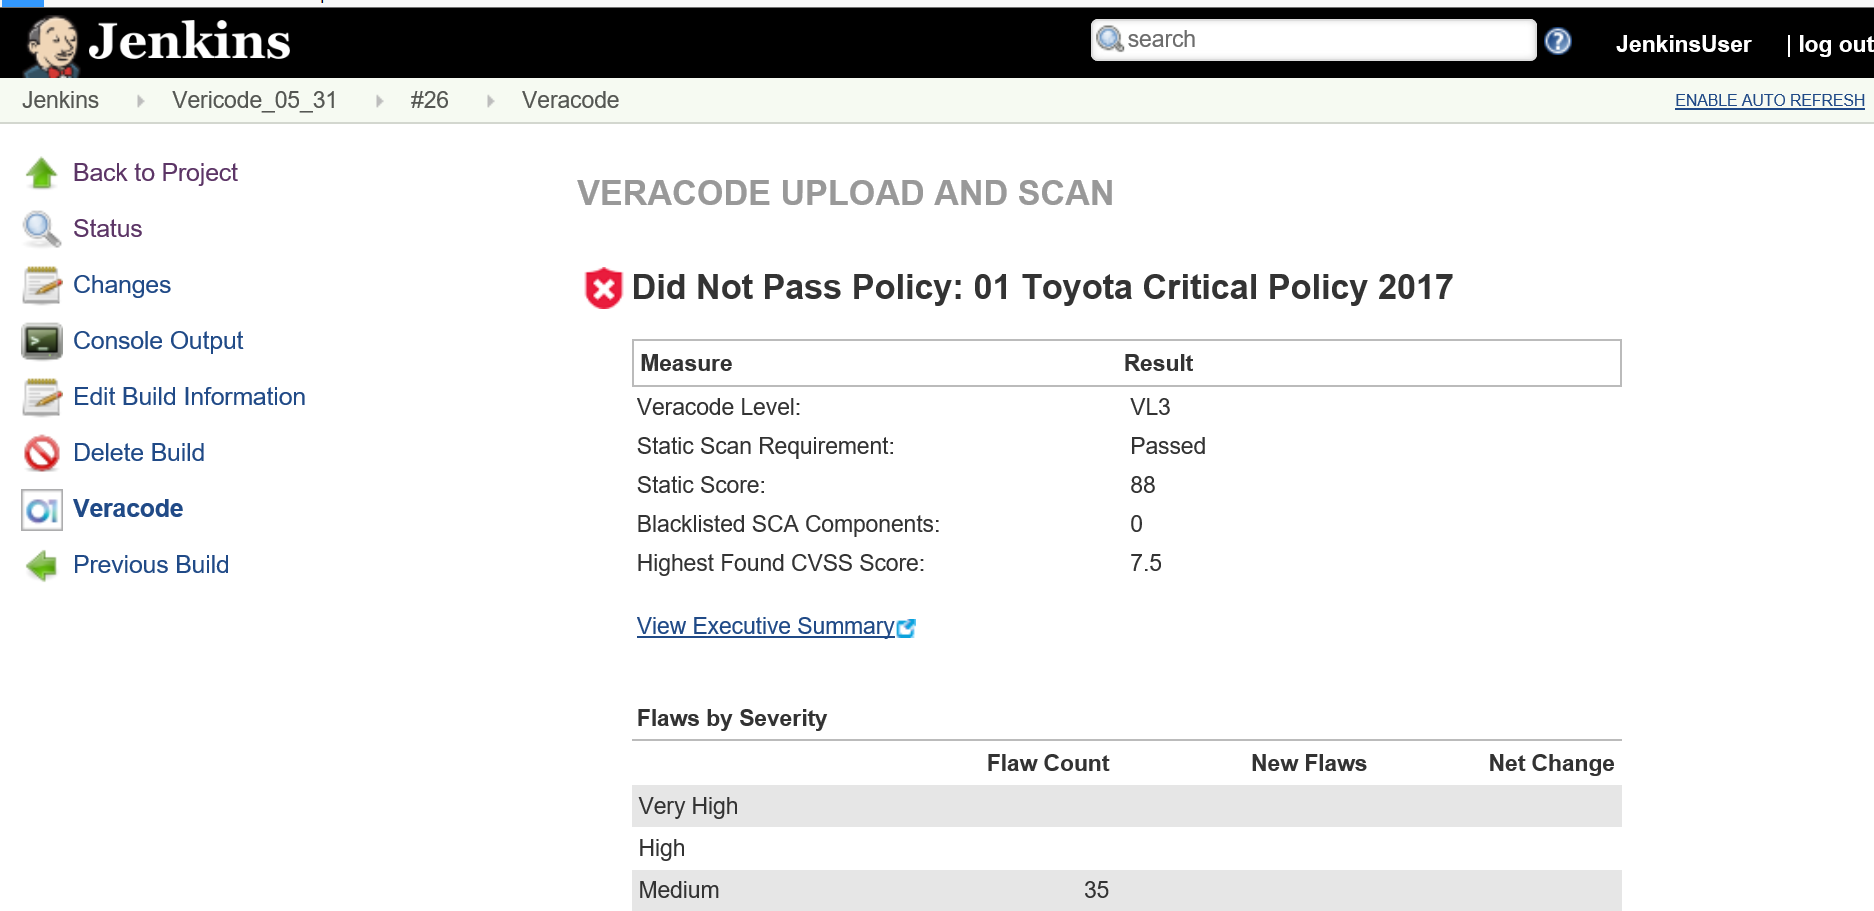 Jenkins
search
JenkinsUser | log out
Jenkins Vericode_05_31 #26 Veracode
ENABLE AUTO REFRESH
Back to Project
Status
Changes
Console Output
Edit Build Information
Delete Build
Veracode
Previous Build
VERACODE UPLOAD AND SCAN
Did Not Pass Policy: 01 Toyota Critical Policy 2017
Measure Result
Veracode Level: VL3
Static Scan Requirement: Passed
Static Score: 88
Blacklisted SCA Components: 0
Highest Found CVSS Score: 7.5
View Executive Summary
Flaws by Severity
Flaw Count New Flaws Net Change
Very High
High
Medium 35